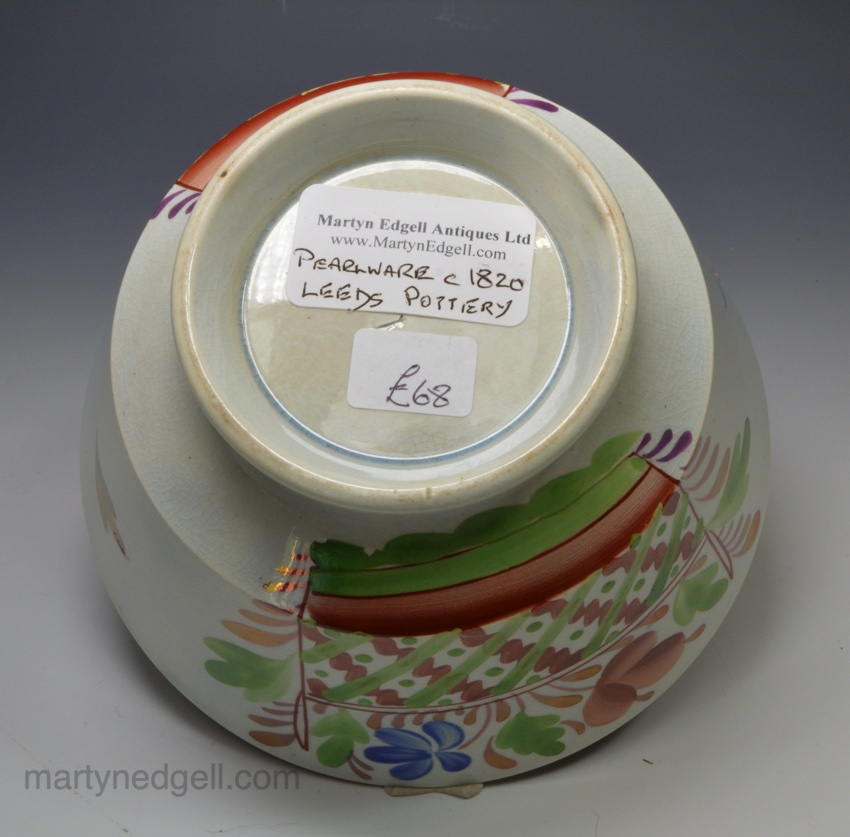 Martyn Edgell Antiques Ltd
www.MartynEdgell.com
PEARLWARE c 1820
LEEDS POTTERY
£68
martynedgell.com